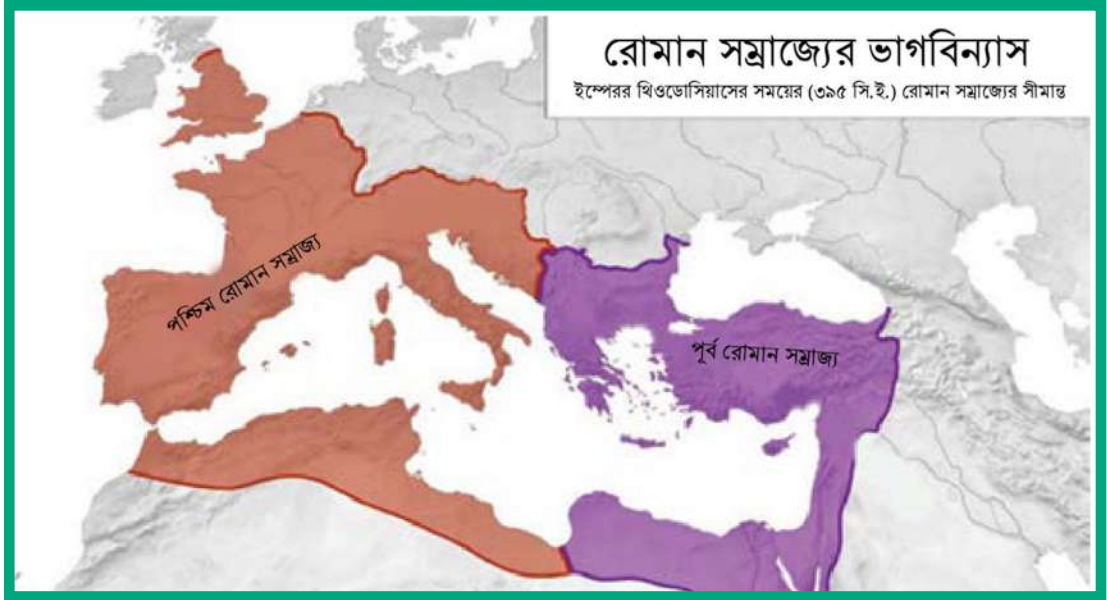 রোমান সম্রাজ্যের ভাগবিন্যাস
ইম্পেরর থিওডোসিয়াসের সময়ের (৩৯৫ সি.ই.) রোমান সম্রাজ্যের সীমান্ত
পশ্চিম রোমান সম্রাজ্য
পূর্ব রোমান সম্রাজ্য